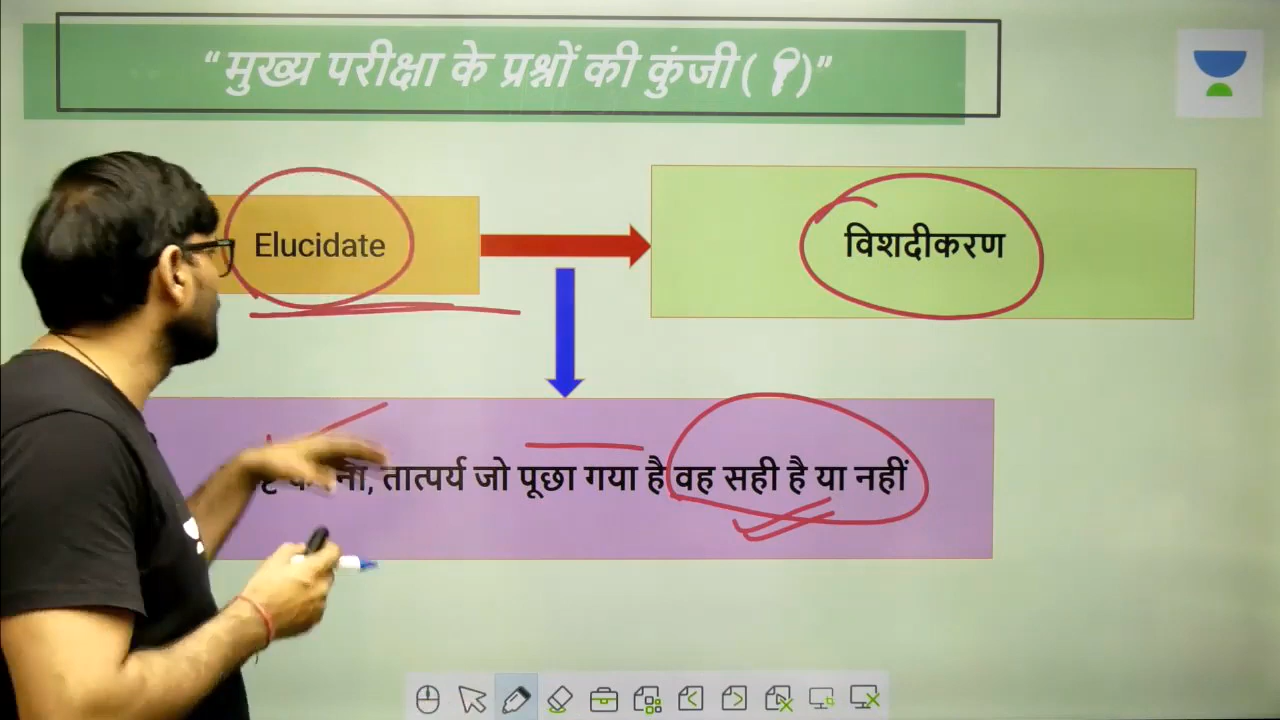 “मुख्य परीक्षा के प्रश्नों की कुंजी ( )”
Elucidate
विशदीकरण
तात्पर्य जो पूछा गया है वह सही है या नहीं